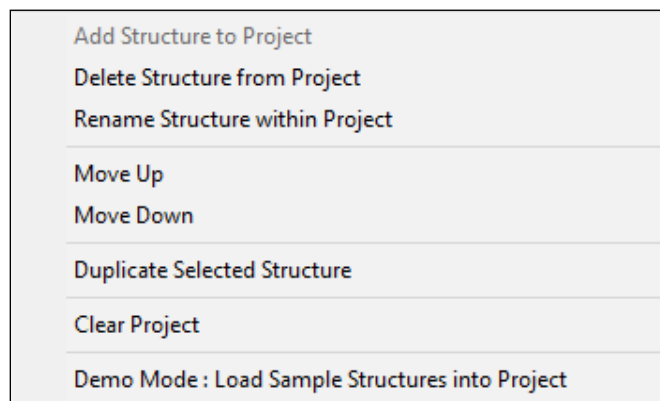 Add Structure to Project
Delete Structure from Project
Rename Structure within Project
Move Up
Move Down
Duplicate Selected Structure
Clear Project
Demo Mode : Load Sample Structures into Project